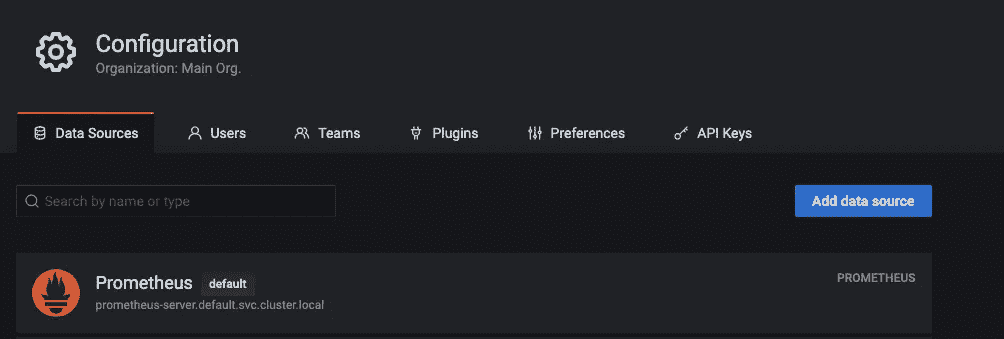 Configuration
Organization: Main Org.
Data Sources Users Teams Plugins Preferences API Keys
Search by name or type
Add data source
Prometheus default
PROMETHEUS
prometheus-server.default.svc.cluster.local